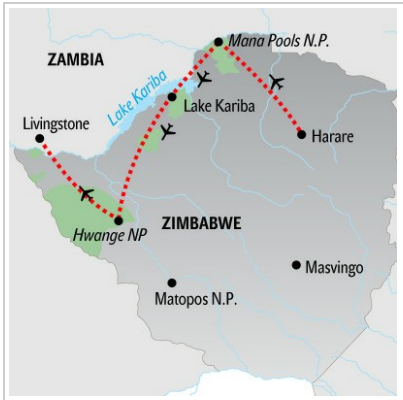 Mana Pools N.P.
ZAMBIA
Lake Kariba
Lake Kariba
Livingstone
Harare
ZIMBABWE
Hwange NP
Masvingo
Matopos N.P.